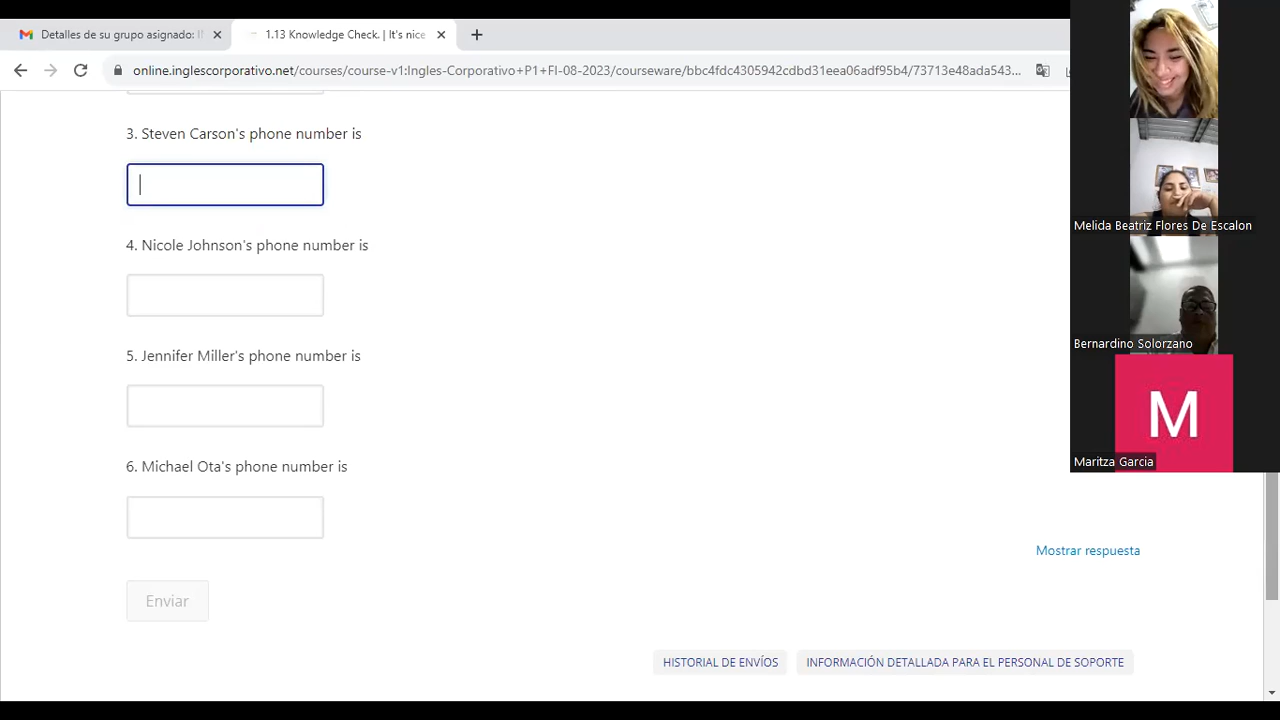 Detalles de su grupo asignado: I
1.13 Knowledge Check. | It's nice
online.inglescorporativo.net/courses/course-v1:Ingles-Corporativo+P1+FI-08-2023/courseware/bbc4fdc4305942cdbd31eea06adf95b2/73713e48ada543...
3. Steven Carson's phone number is
4. Nicole Johnson's phone number is
5. Jennifer Miller's phone number is
6. Michael Ota's phone number is
Mostrar respuesta
Enviar
HISTORIAL DE ENVÍOS
INFORMACIÓN DETALLADA PARA EL PERSONAL DE SOPORTE
Melida Beatriz Flores De Escalon
Bernardino Solorzano
M
Maritza Garcia